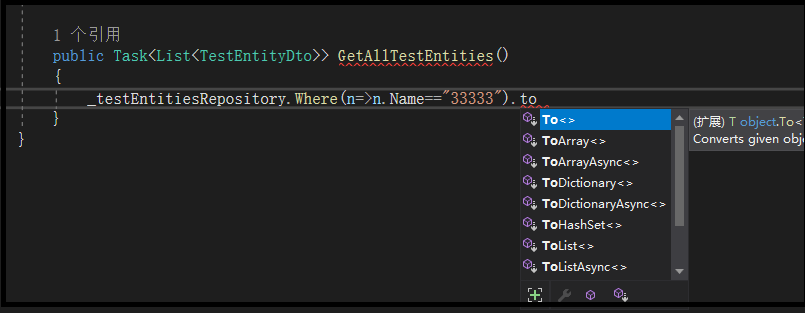 1 个引用
public Task<List<TestEntityDto>> GetAllTestEntities()
{
_testEntitiesRepository.Where(n=>n.Name=="33333").to
}
}
To<>
ToArray<>
ToArrayAsync<>
ToDictionary<>
ToDictionaryAsync<>
ToHashSet<>
ToList<>
ToListAsync<>
(扩展) T object.To<
Converts given obje